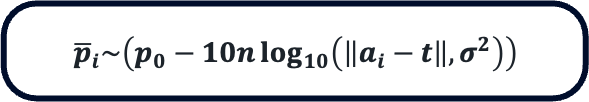 p̅ᵢ~(p₀ − 10n log₁₀(‖aᵢ − t‖, σ²))